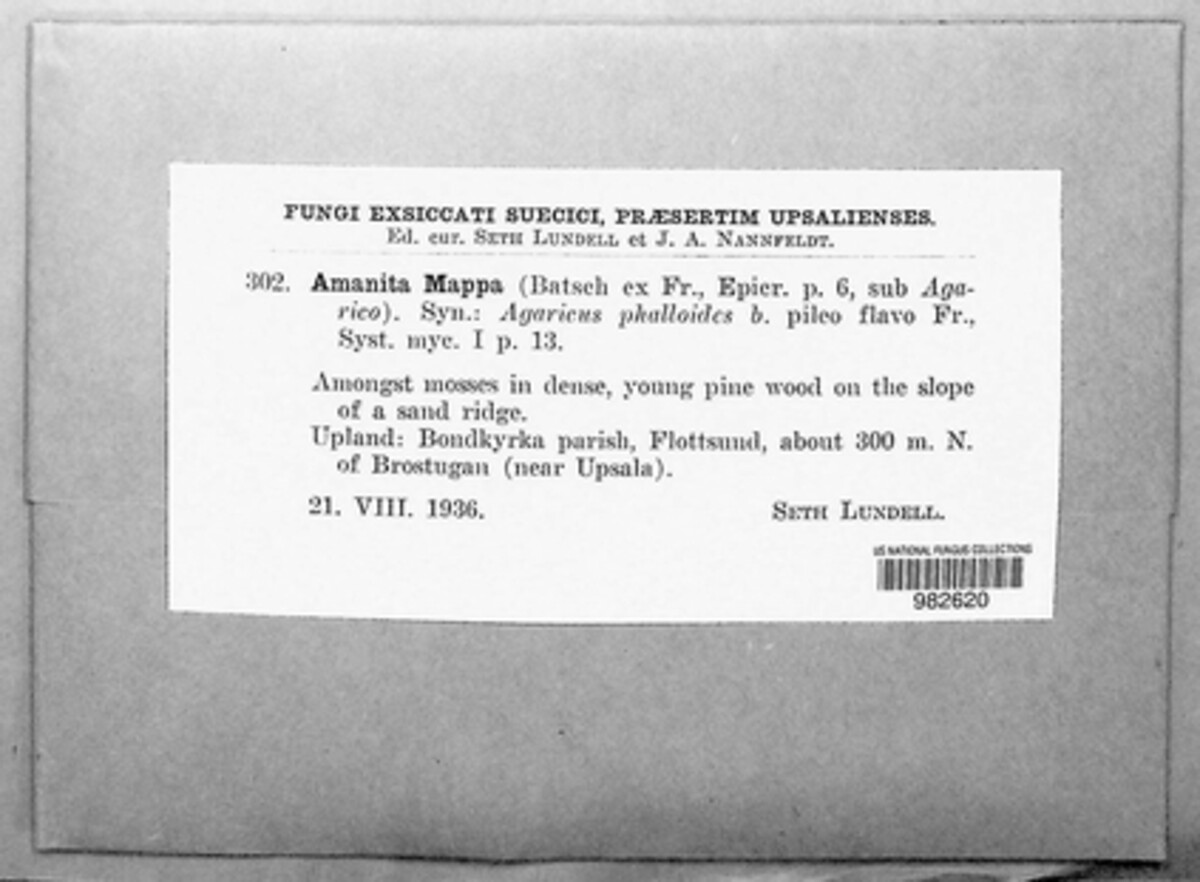 FUNGI EXSICCATI SUECICI, PRÆSERTIM UPSALIENSES.
Ed. cur. SETH LUNDELL et J. A. NANNFELDT.
302. Amanita Mappa (Batsch ex Fr., Epicr. p. 6, sub Aga-
rico). Syn.: Agaricus phalloides b. pileo flavo Fr.,
Syst. myc. I p. 13.
Amongst mosses in dense, young pine wood on the slope
of a sand ridge.
Upland: Bondkyrka parish, Flottsund, about 300 m. N.
of Brostugan (near Upsala).
21. VIII. 1936. SETH LUNDELL.
US NATIONAL FUNGUS COLLECTIONS
982620